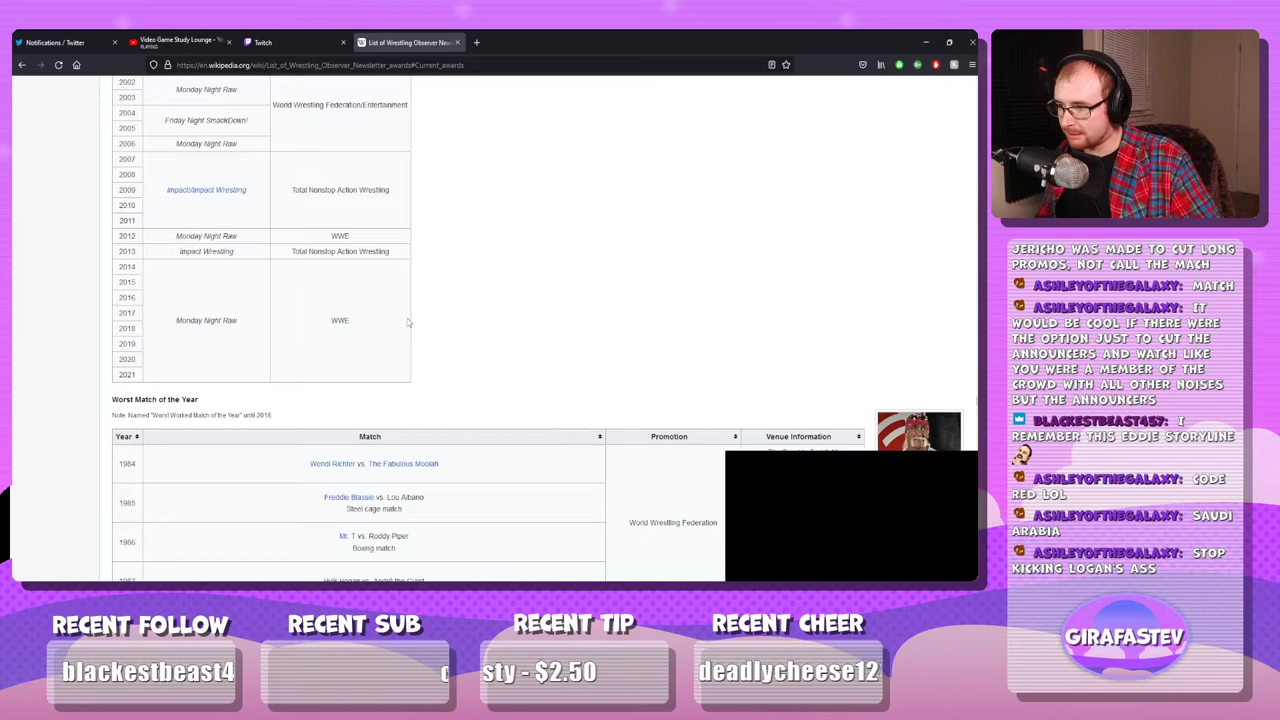 Notifications / Twitter
Video Game Study Lounge - Yo
PLAYING
Twitch
List of Wrestling Observer New
https://en.wikipedia.org/wiki/List_of_Wrestling_Observer_Newsletter_awards#Current_awards
2002
Monday Night Raw
2003
World Wrestling Federation/Entertainment
2004
Friday Night SmackDown!
2005
2006 Monday Night Raw
2007
2008
2009 Impact!/Impact Wrestling Total Nonstop Action Wrestling
2010
2011
2012 Monday Night Raw WWE
2013 Impact Wrestling Total Nonstop Action Wrestling
2014
2015
2016
2017
Monday Night Raw WWE
2018
2019
2020
2021
Worst Match of the Year
Note: Named "Worst Worked Match of the Year" until 2018.
Year Match Promotion Venue Information
1984 Wendi Richter vs. The Fabulous Moolah
1985 Freddie Blassie vs. Lou Albano
Steel cage match
World Wrestling Federation
1986 Mr. T vs. Roddy Piper
Boxing match
Hulk Hogan vs. André the Giant
JERICHO WAS MADE TO CUT LONG
PROMOS, NOT CALL THE MACH
ASHLEYOFTHEGALAXY: MATCH
ASHLEYOFTHEGALAXY: IT
WOULD BE COOL IF THERE WERE
THE OPTION JUST TO CUT THE
ANNOUNCERS AND WATCH LIKE
YOU WERE A MEMBER OF THE
CROWD WITH ALL OTHER NOISES
BUT THE ANNOUNCERS
BLACKESTBEAST457: I
REMEMBER THIS EDDIE STORYLINE
ASHLEYOFTHEGALAXY: CODE
RED LOL
ASHLEYOFTHEGALAXY: SAUDI
ARABIA
ASHLEYOFTHEGALAXY: STOP
KICKING LOGAN'S ASS
GIRAFASTEV
RECENT FOLLOW
blackestbeast4
RECENT SUB
RECENT TIP
sty - $2.50
RECENT CHEER
deadlycheese12